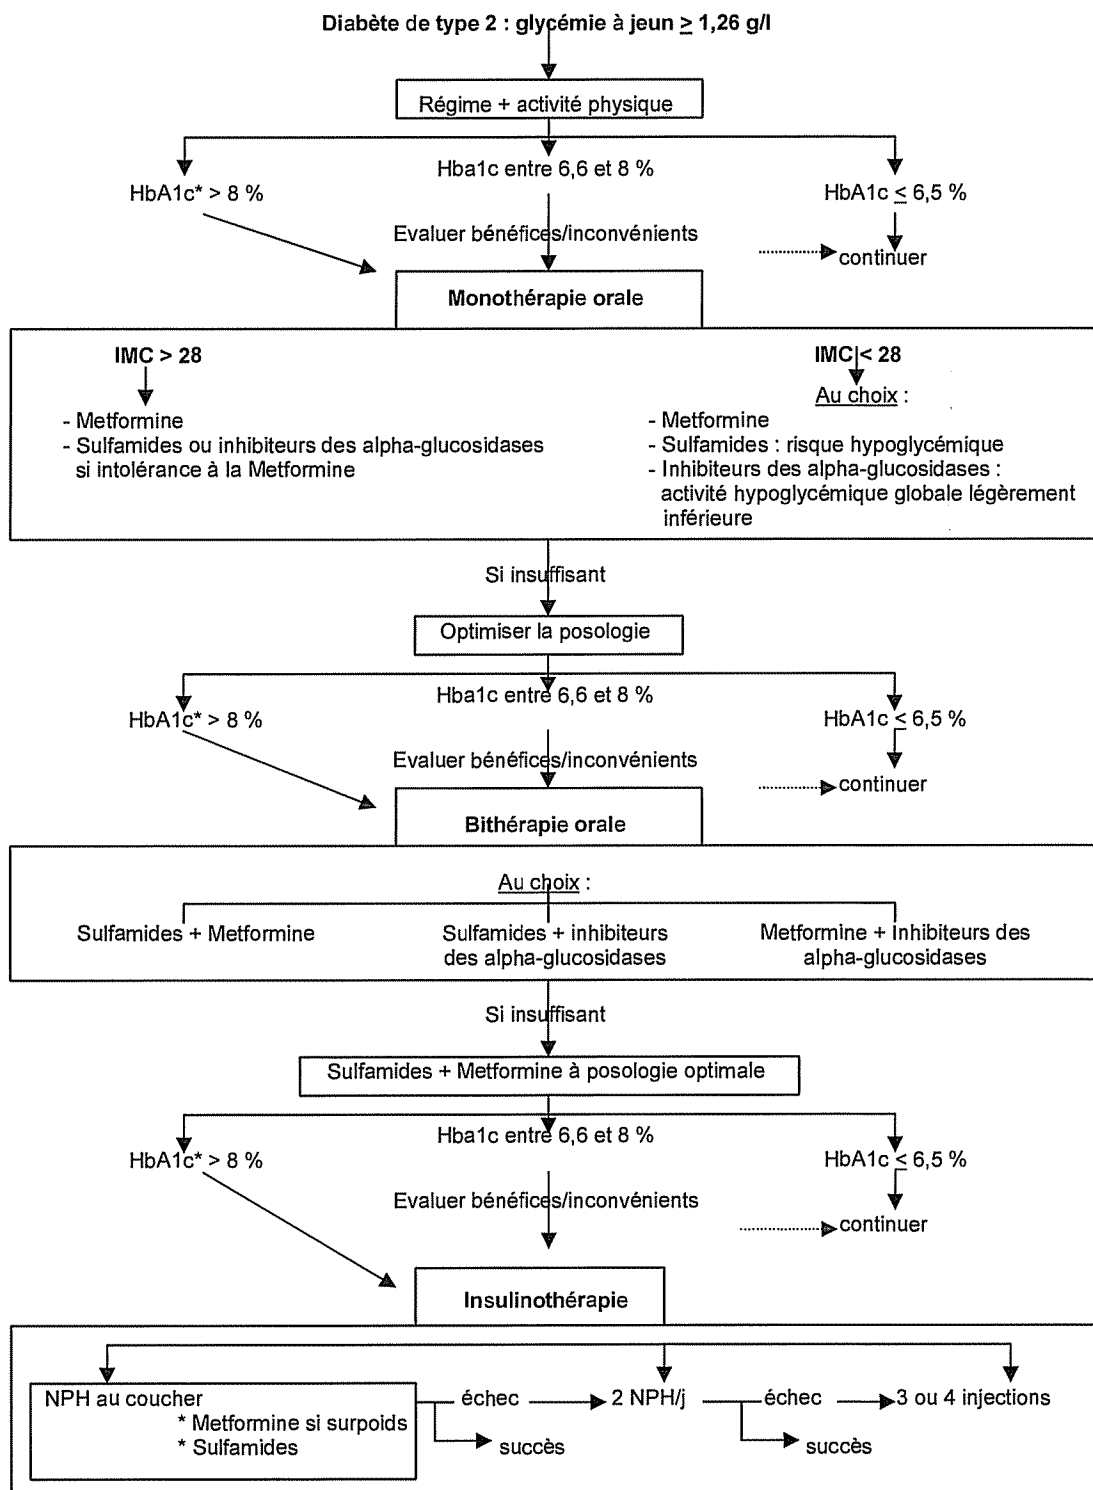 Diabète de type 2 : glycémie à jeun ≥ 1,26 g/l
Régime + activité physique
HbA1c* > 8 %
Hba1c entre 6,6 et 8 %
HbA1c ≤ 6,5 %
Evaluer bénéfices/inconvénients
continuer
Monothérapie orale
IMC > 28
IMC < 28
Au choix :
- Metformine
- Sulfamides ou inhibiteurs des alpha-glucosidases
si intolérance à la Metformine
- Metformine
- Sulfamides : risque hypoglycémique
- Inhibiteurs des alpha-glucosidases :
activité hypoglycémique globale légèrement
inférieure
Si insuffisant
Optimiser la posologie
HbA1c* > 8 %
Hba1c entre 6,6 et 8 %
HbA1c ≤ 6,5 %
Evaluer bénéfices/inconvénients
continuer
Bithérapie orale
Au choix :
Sulfamides + Metformine
Sulfamides + inhibiteurs
des alpha-glucosidases
Metformine + Inhibiteurs des
alpha-glucosidases
Si insuffisant
Sulfamides + Metformine à posologie optimale
HbA1c* > 8 %
Hba1c entre 6,6 et 8 %
HbA1c ≤ 6,5 %
Evaluer bénéfices/inconvénients
continuer
Insulinothérapie
NPH au coucher
* Metformine si surpoids
* Sulfamides
échec
succès
2 NPH/j
échec
succès
3 ou 4 injections